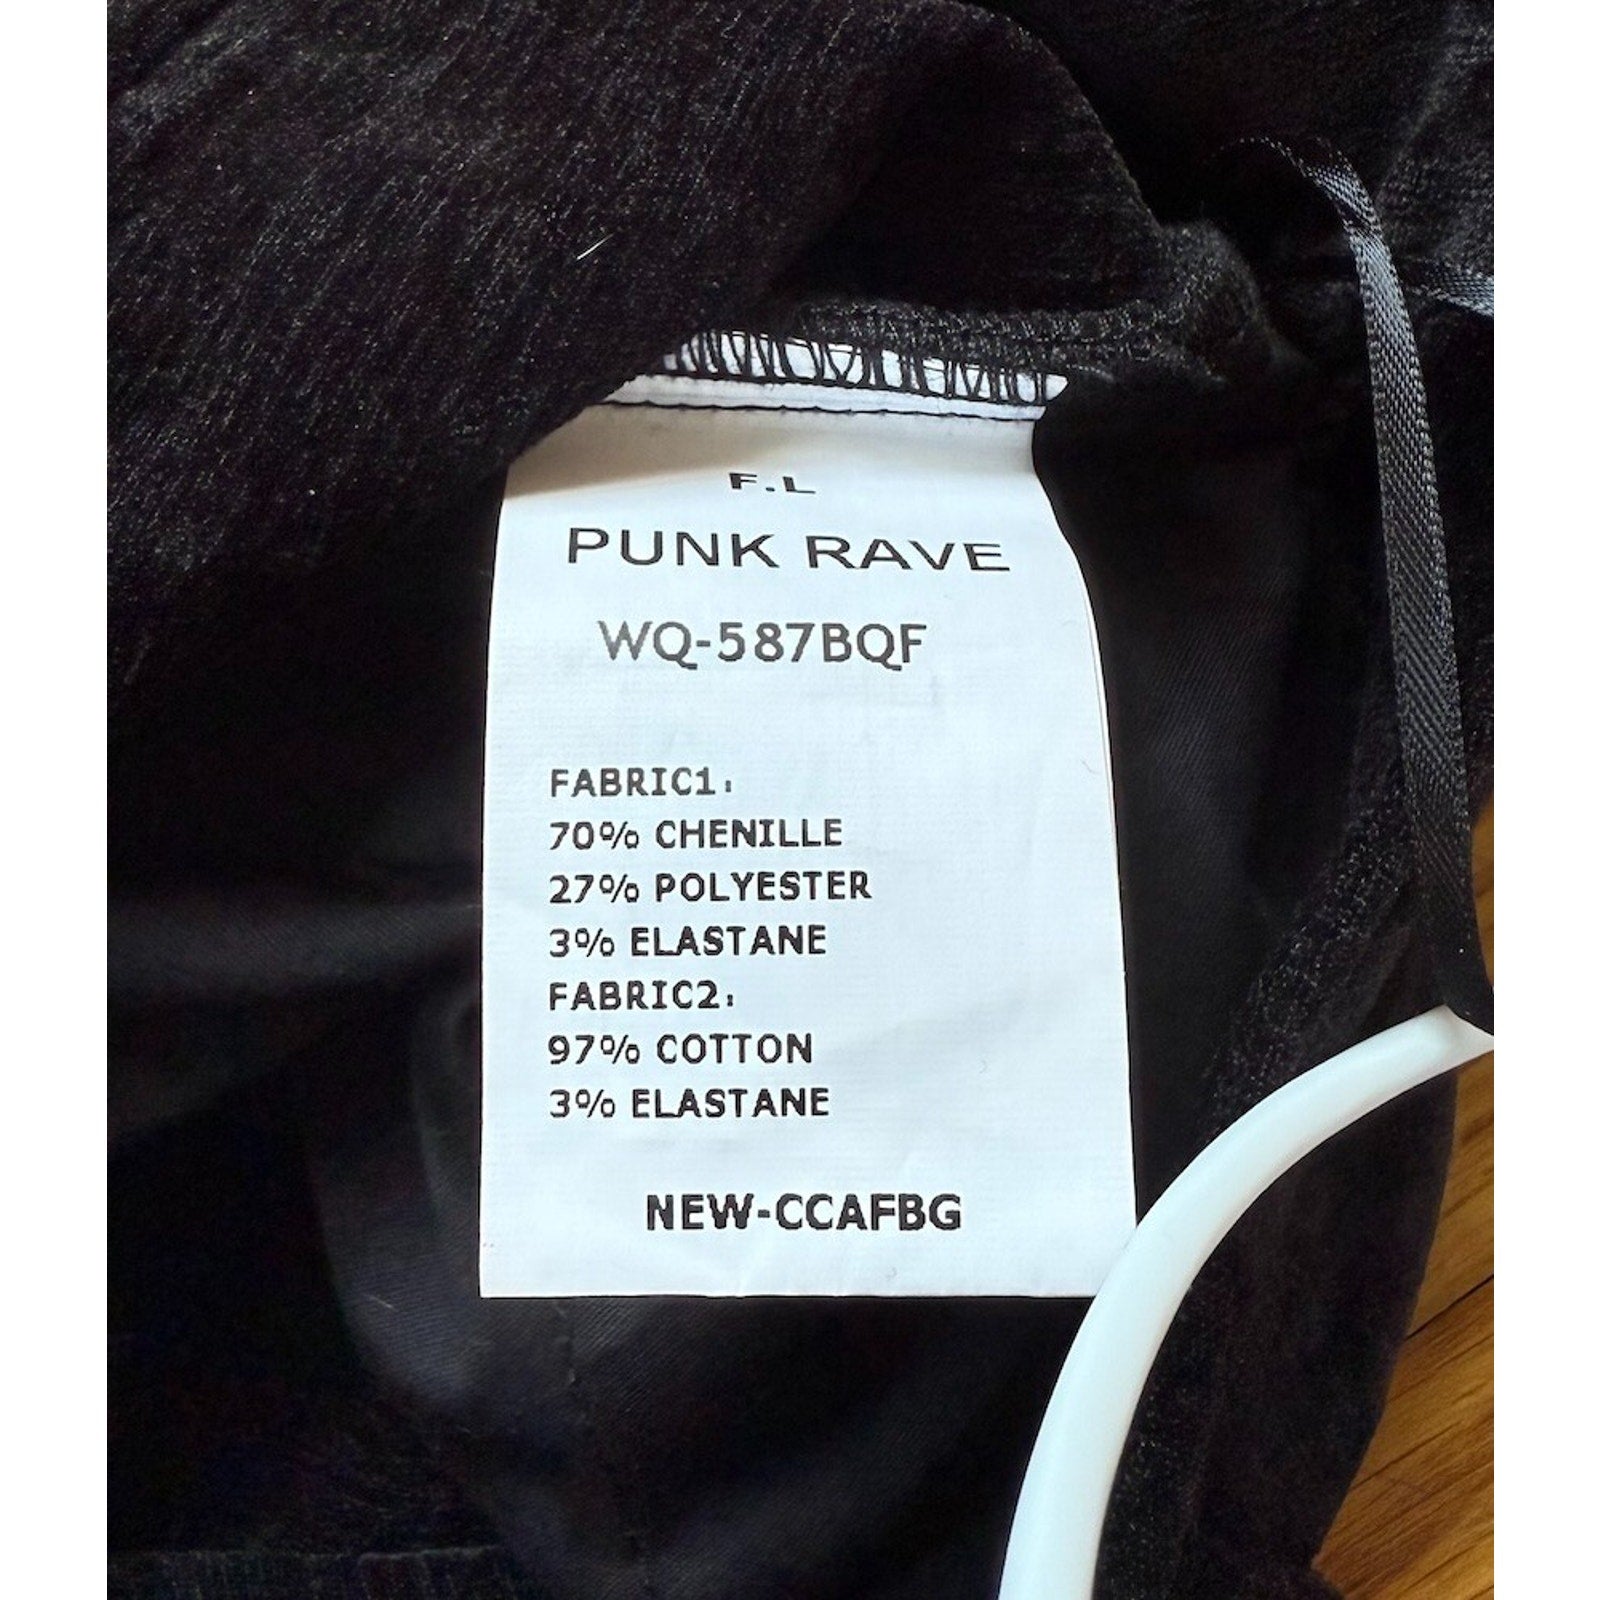 F.L
PUNK RAVE
WQ-587BQF
FABRIC1:
70% CHENILLE
27% POLYESTER
3% ELASTANE
FABRIC2:
97% COTTON
3% ELASTANE
NEW-CCAFBG